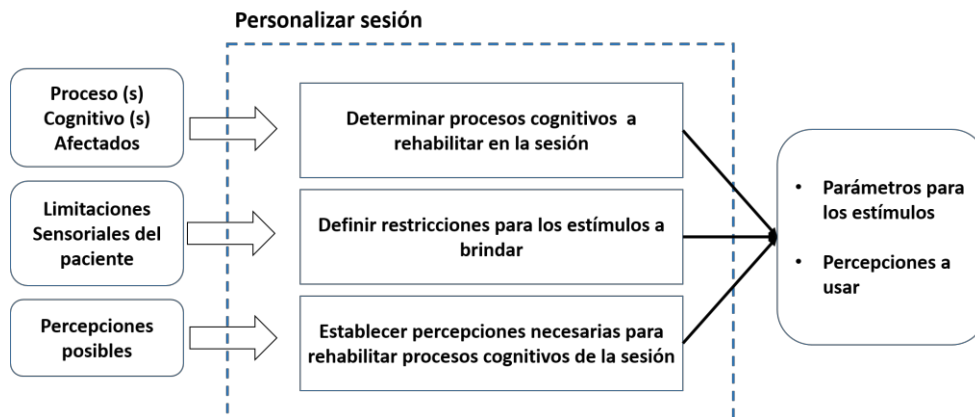 Personalizar sesión
Proceso (s)
Cognitivo (s)
Afectados
Determinar procesos cognitivos a
rehabilitar en la sesión
Limitaciones
Sensoriales del
paciente
Definir restricciones para los estímulos a
brindar
Percepciones
posibles
Establecer percepciones necesarias para
rehabilitar procesos cognitivos de la sesión
• Parámetros para
los estímulos
• Percepciones a
usar